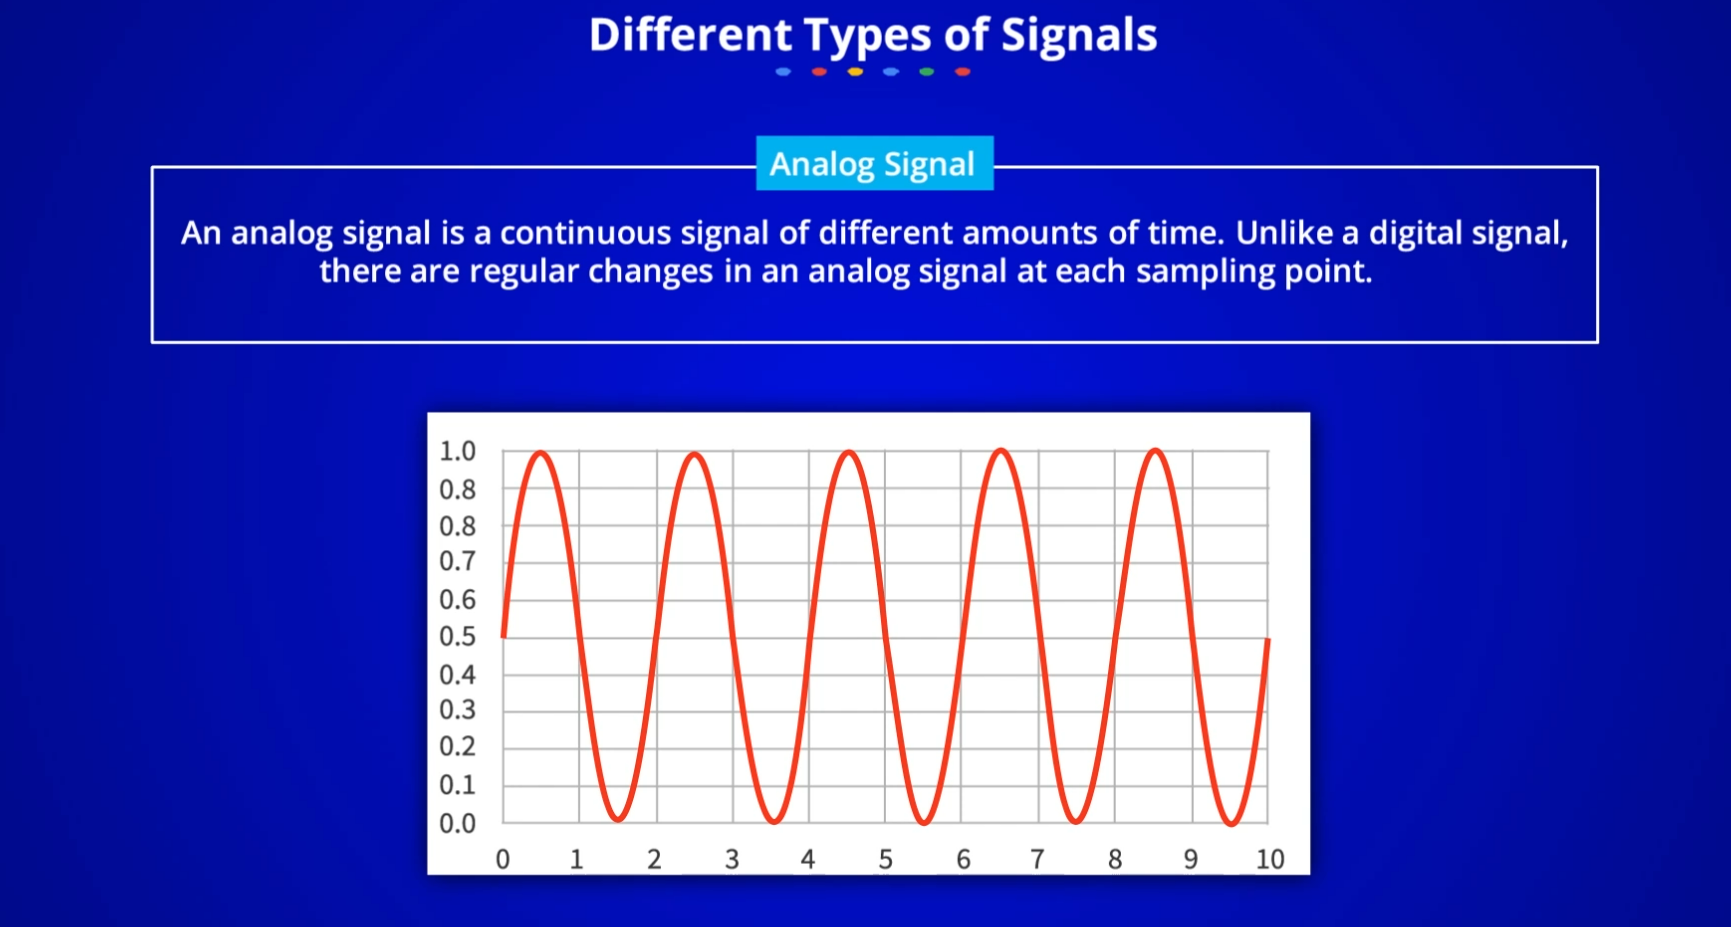 Different Types of Signals
Analog Signal
An analog signal is a continuous signal of different amounts of time. Unlike a digital signal,
there are regular changes in an analog signal at each sampling point.
1.0
0.8
0.8
0.7
0.6
0.5
0.4
0.3
0.2
0.1
0.0
0 1 2 3 4 5 6 7 8 9 10